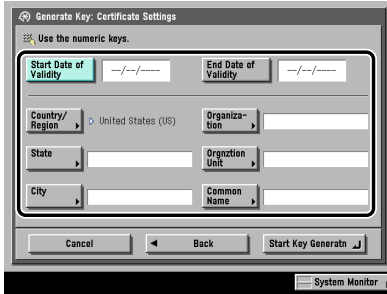 Generate Key: Certificate Settings
Use the numeric keys.
Start Date of
Validity
--/--/----
End Date of
Validity
--/--/----
Country/
Region
United States (US)
Organiza-
tion
State
Orgnztion
Unit
City
Common
Name
Cancel
Back
Start Key Generatn
System Monitor